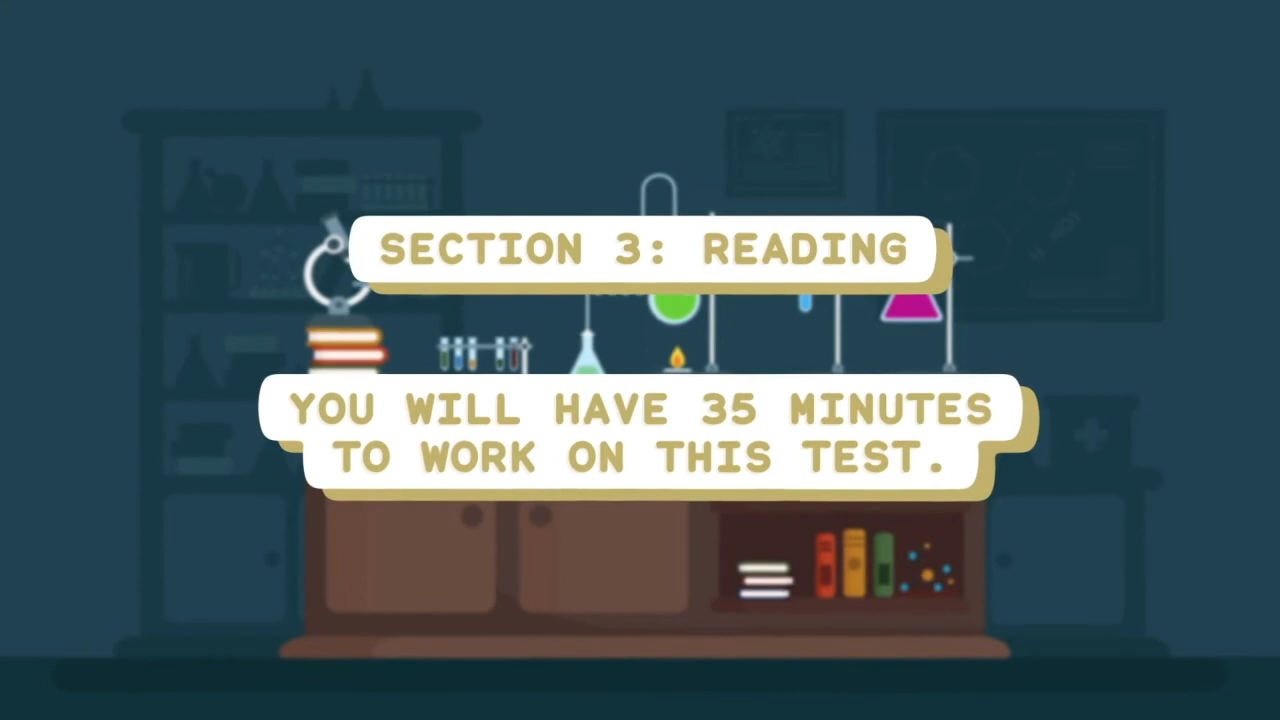 SECTION 3: READING
YOU WILL HAVE 35 MINUTES
TO WORK ON THIS TEST.